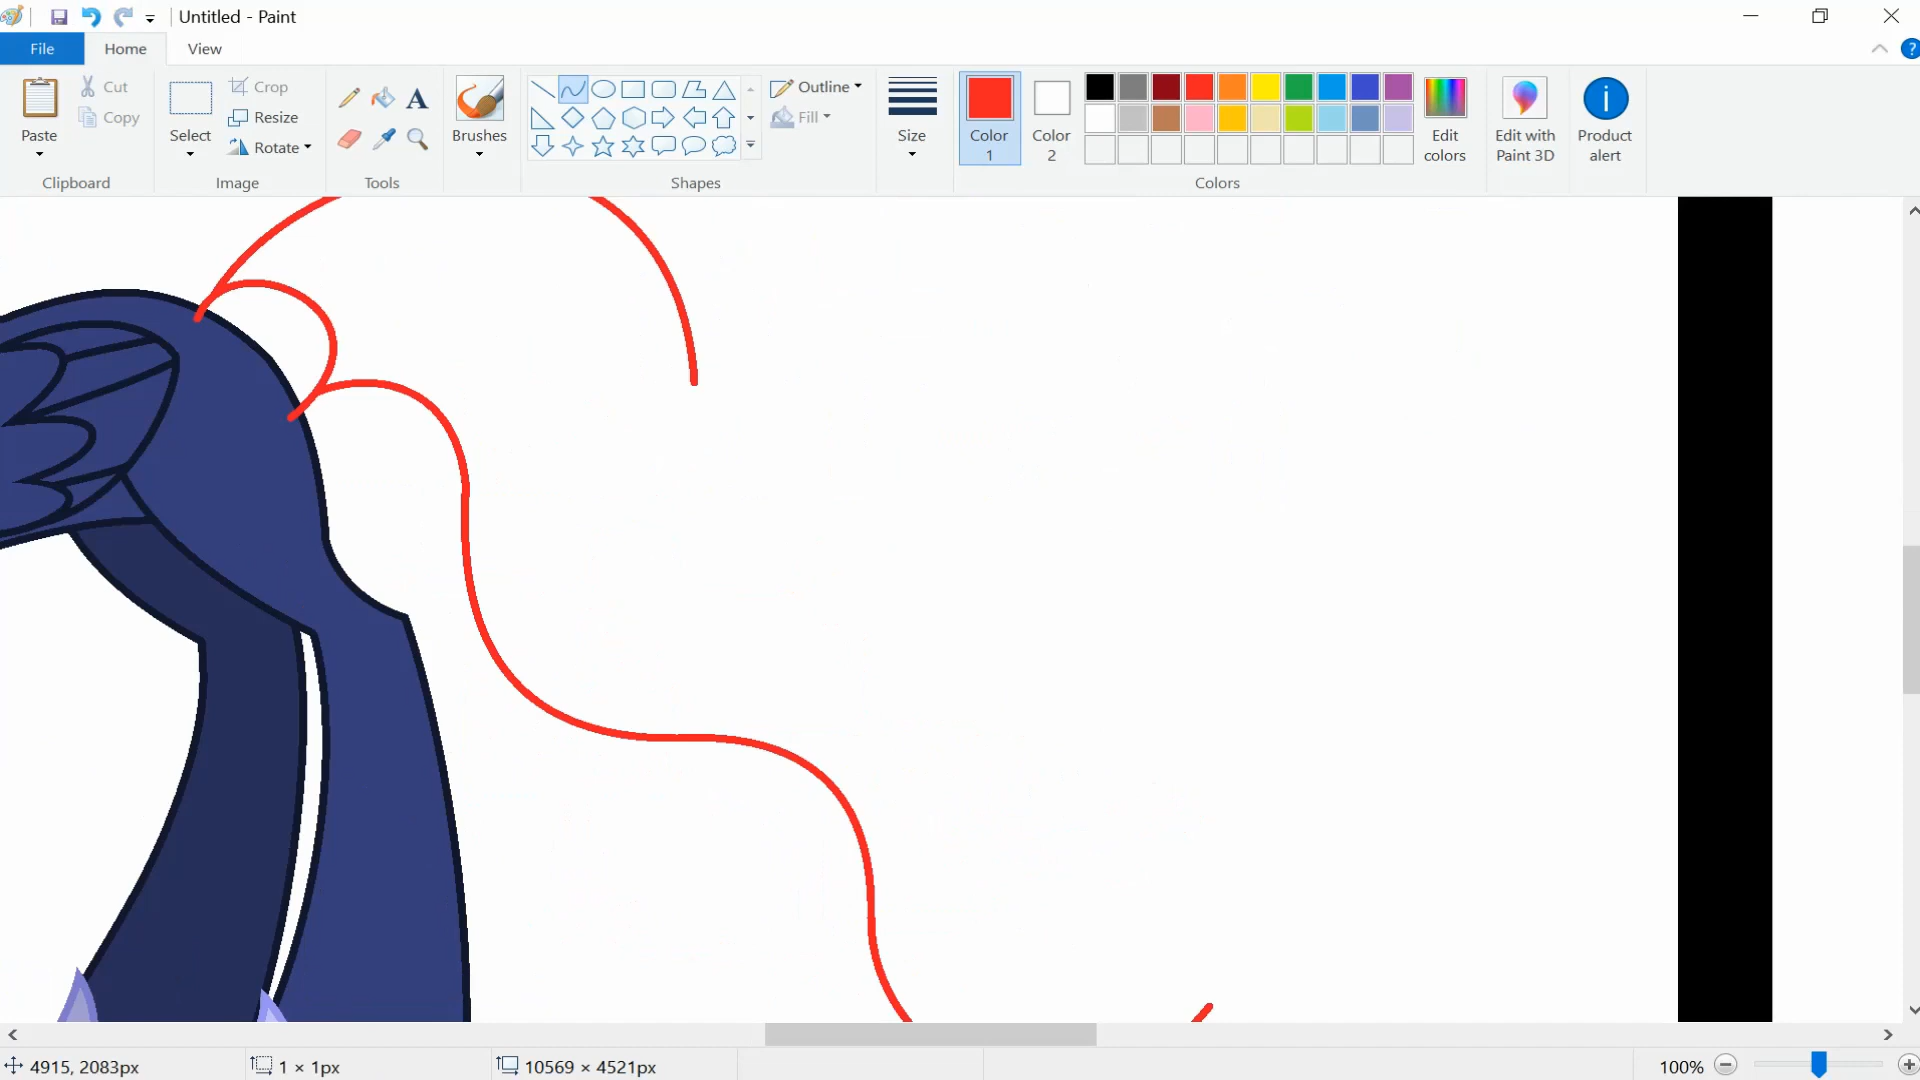 Untitled - Paint
File Home View
Paste
Cut
Copy
Clipboard
Select
Crop
Resize
Rotate
Image
Tools
Brushes
Outline
Fill
Shapes
Size
Color 1
Color 2
Edit colors
Colors
Edit with Paint 3D
Product alert
4915, 2083px
1 × 1px
10569 × 4521px
100%